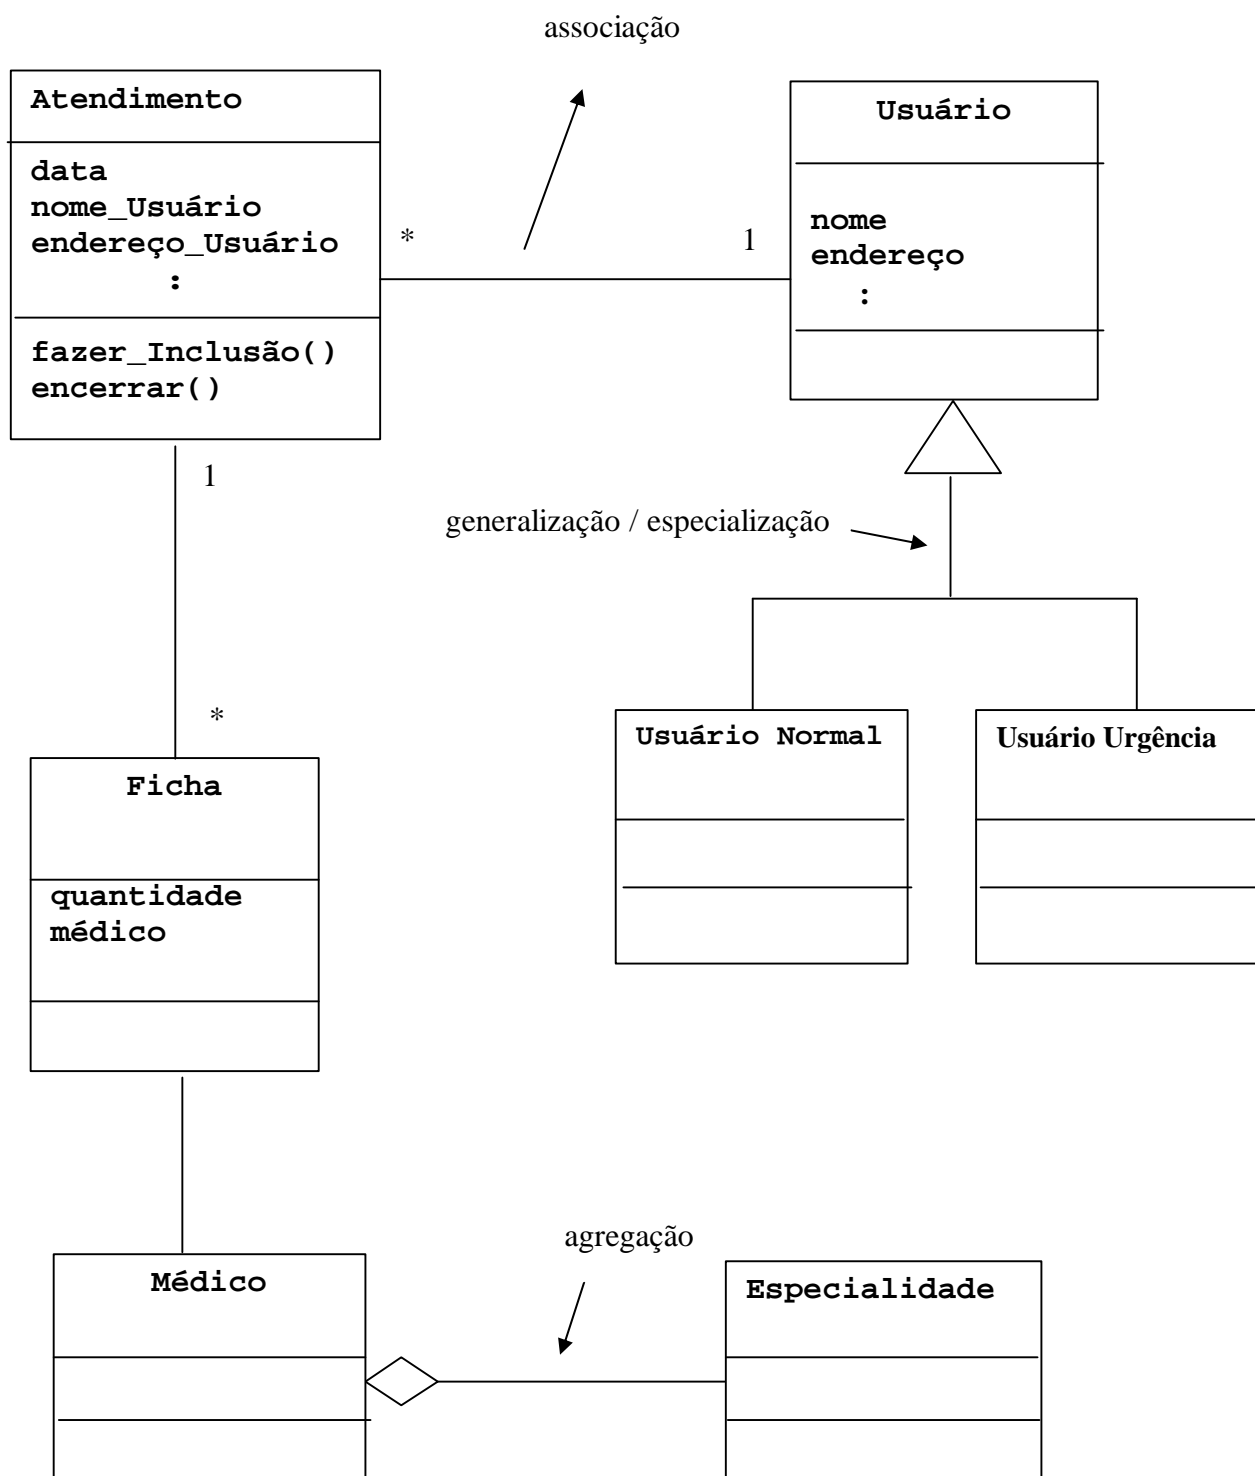 associação
Atendimento
data
nome_Usuário
endereço_Usuário
:
fazer_Inclusão()
encerrar()
*
1
Usuário
nome
endereço
:
1
generalização / especialização
*
Usuário Normal
Usuário Urgência
Ficha
quantidade
médico
agregação
Médico
Especialidade